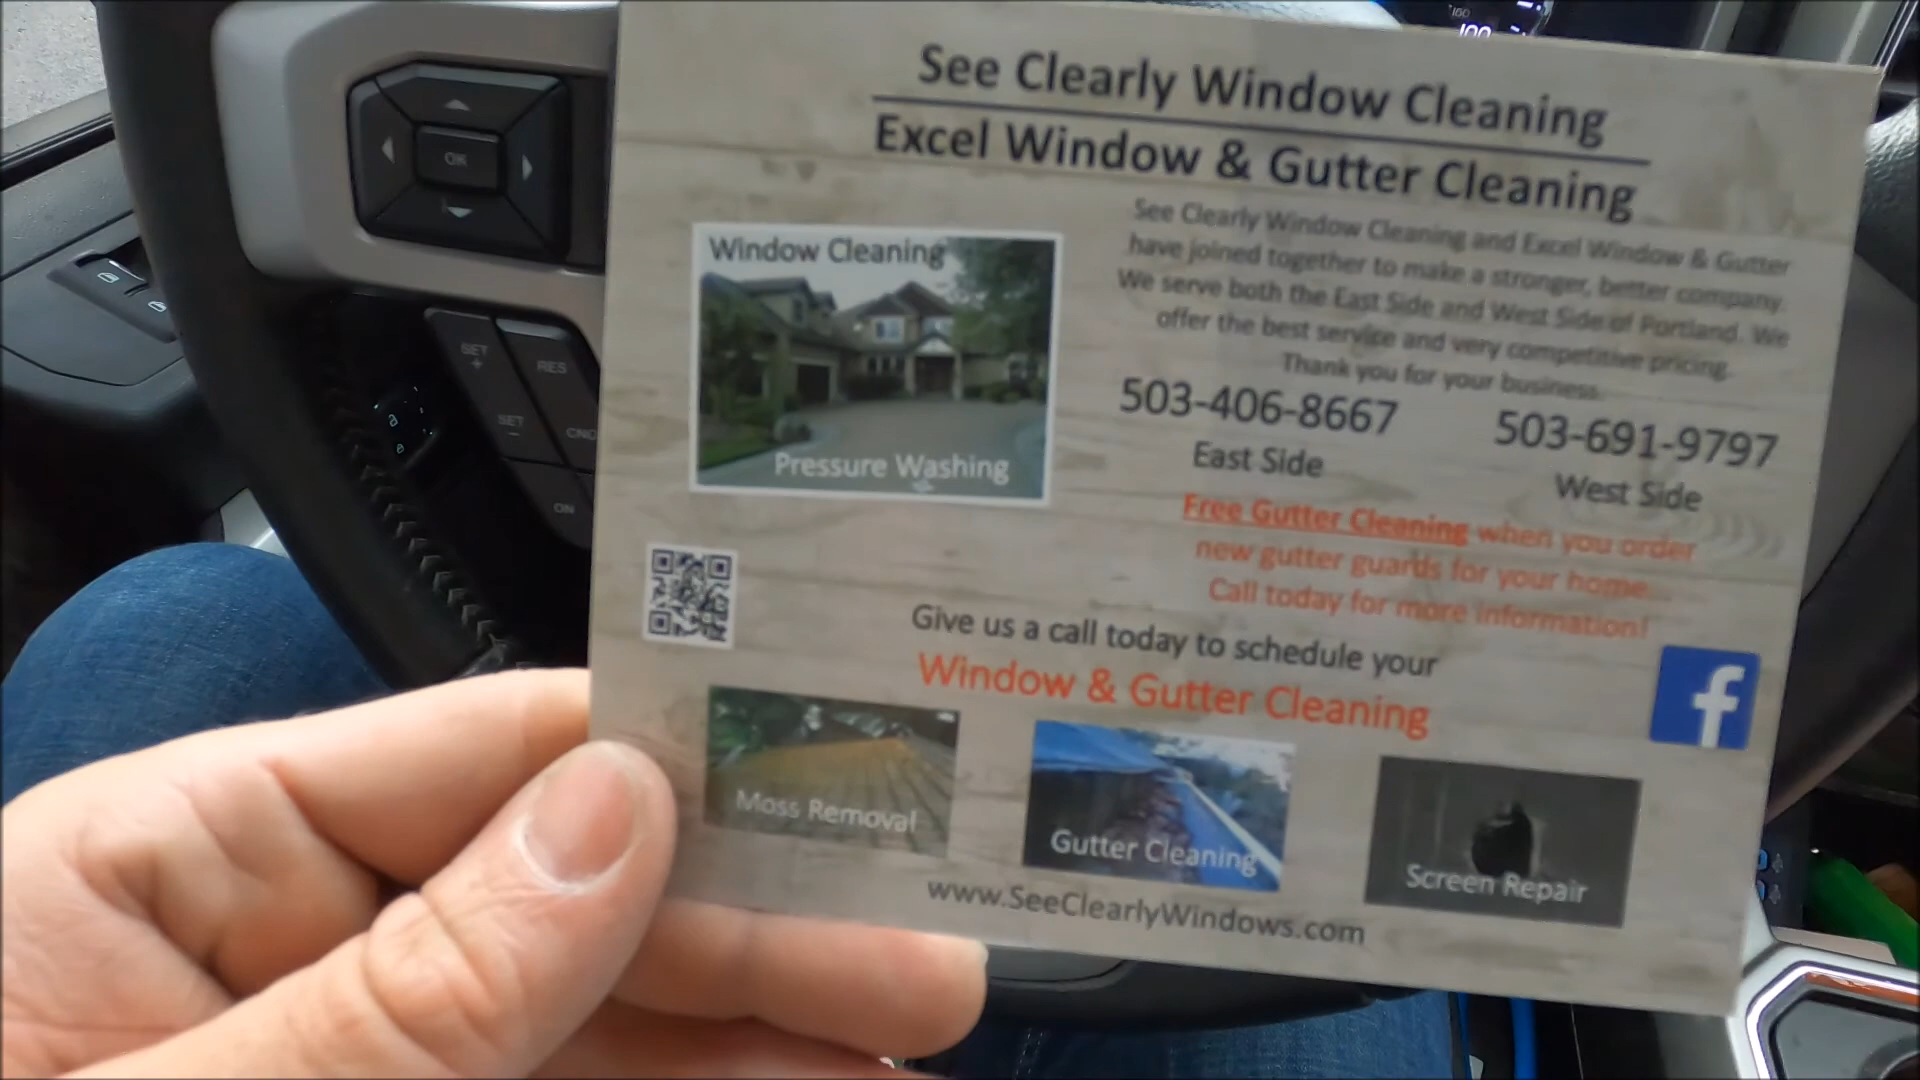 160
100
OK
SET
+
RES
SET
-
CNC
ON
See Clearly Window Cleaning
Excel Window & Gutter Cleaning
See Clearly Window Cleaning and Excel Window & Gutter
have joined together to make a stronger, better company.
We serve both the East Side and West Side of Portland. We
offer the best service and very competitive pricing.
Thank you for your business.
503-406-8667
East Side
503-691-9797
West Side
Free Gutter Cleaning when you order
new gutter guards for your home.
Call today for more information!
Window Cleaning
Pressure Washing
Give us a call today to schedule your
Window & Gutter Cleaning
f
Moss Removal
Gutter Cleaning
Screen Repair
www.SeeClearlyWindows.com